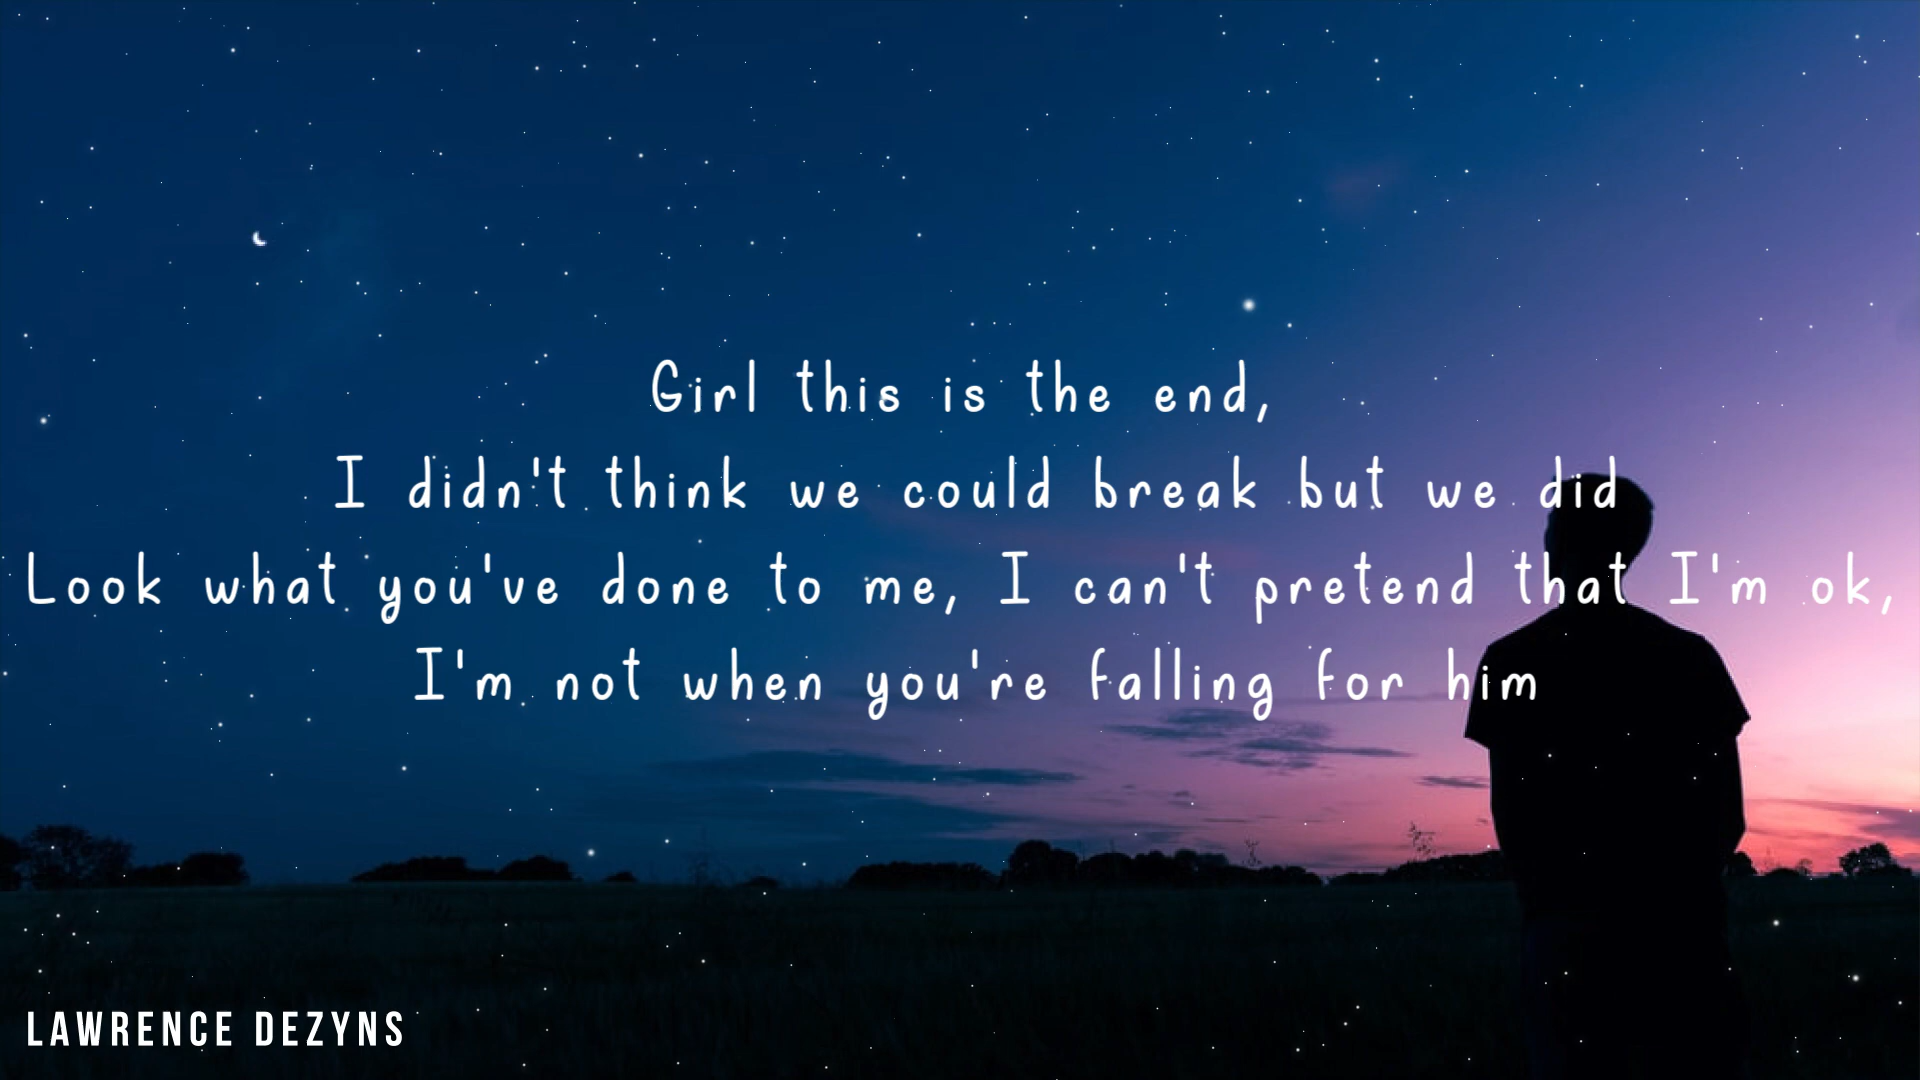 Girl this is the end,
I didn't think we could break but we did
Look what you've done to me, I can't pretend that I'm ok,
I'm not when you're falling for him
LAWRENCE DEZYNS